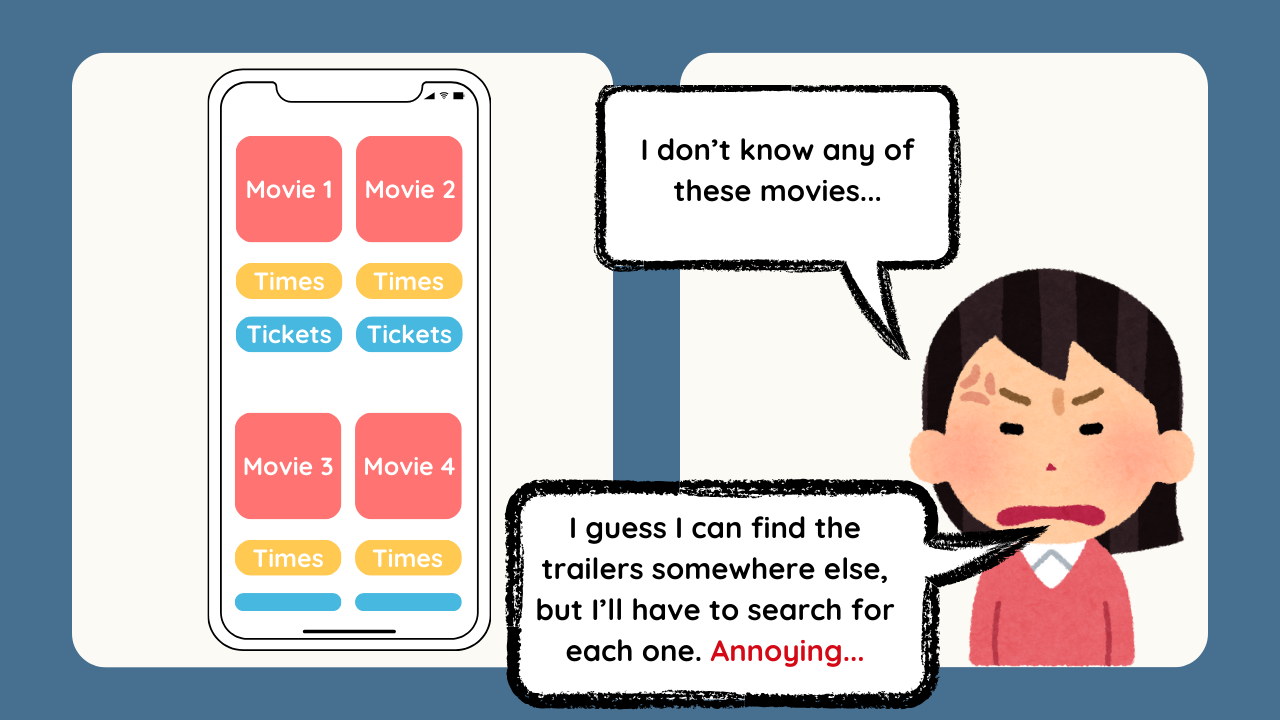 Movie 1 Movie 2
Times Times
Tickets Tickets
Movie 3 Movie 4
Times Times
I don’t know any of
these movies...
I guess I can find the
trailers somewhere else,
but I’ll have to search for
each one. Annoying...